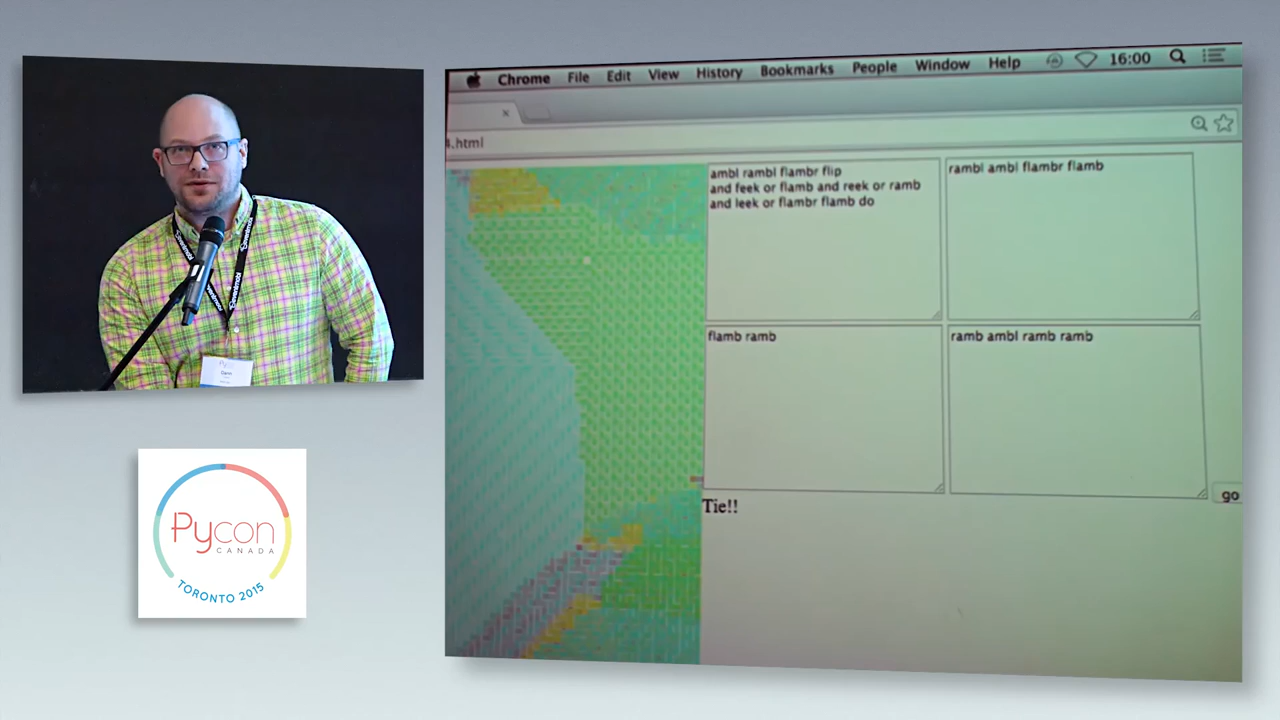 Chrome File Edit View History Bookmarks People Window Help 16:00
4.html
ambl rambl flambr flip
and feek or flamb and reek or ramb
and leek or flambr flamb do
rambl ambl flambr flamb
flamb ramb
ramb ambl ramb ramb
go
Tie!!
Pycon
CANADA
TORONTO 2015